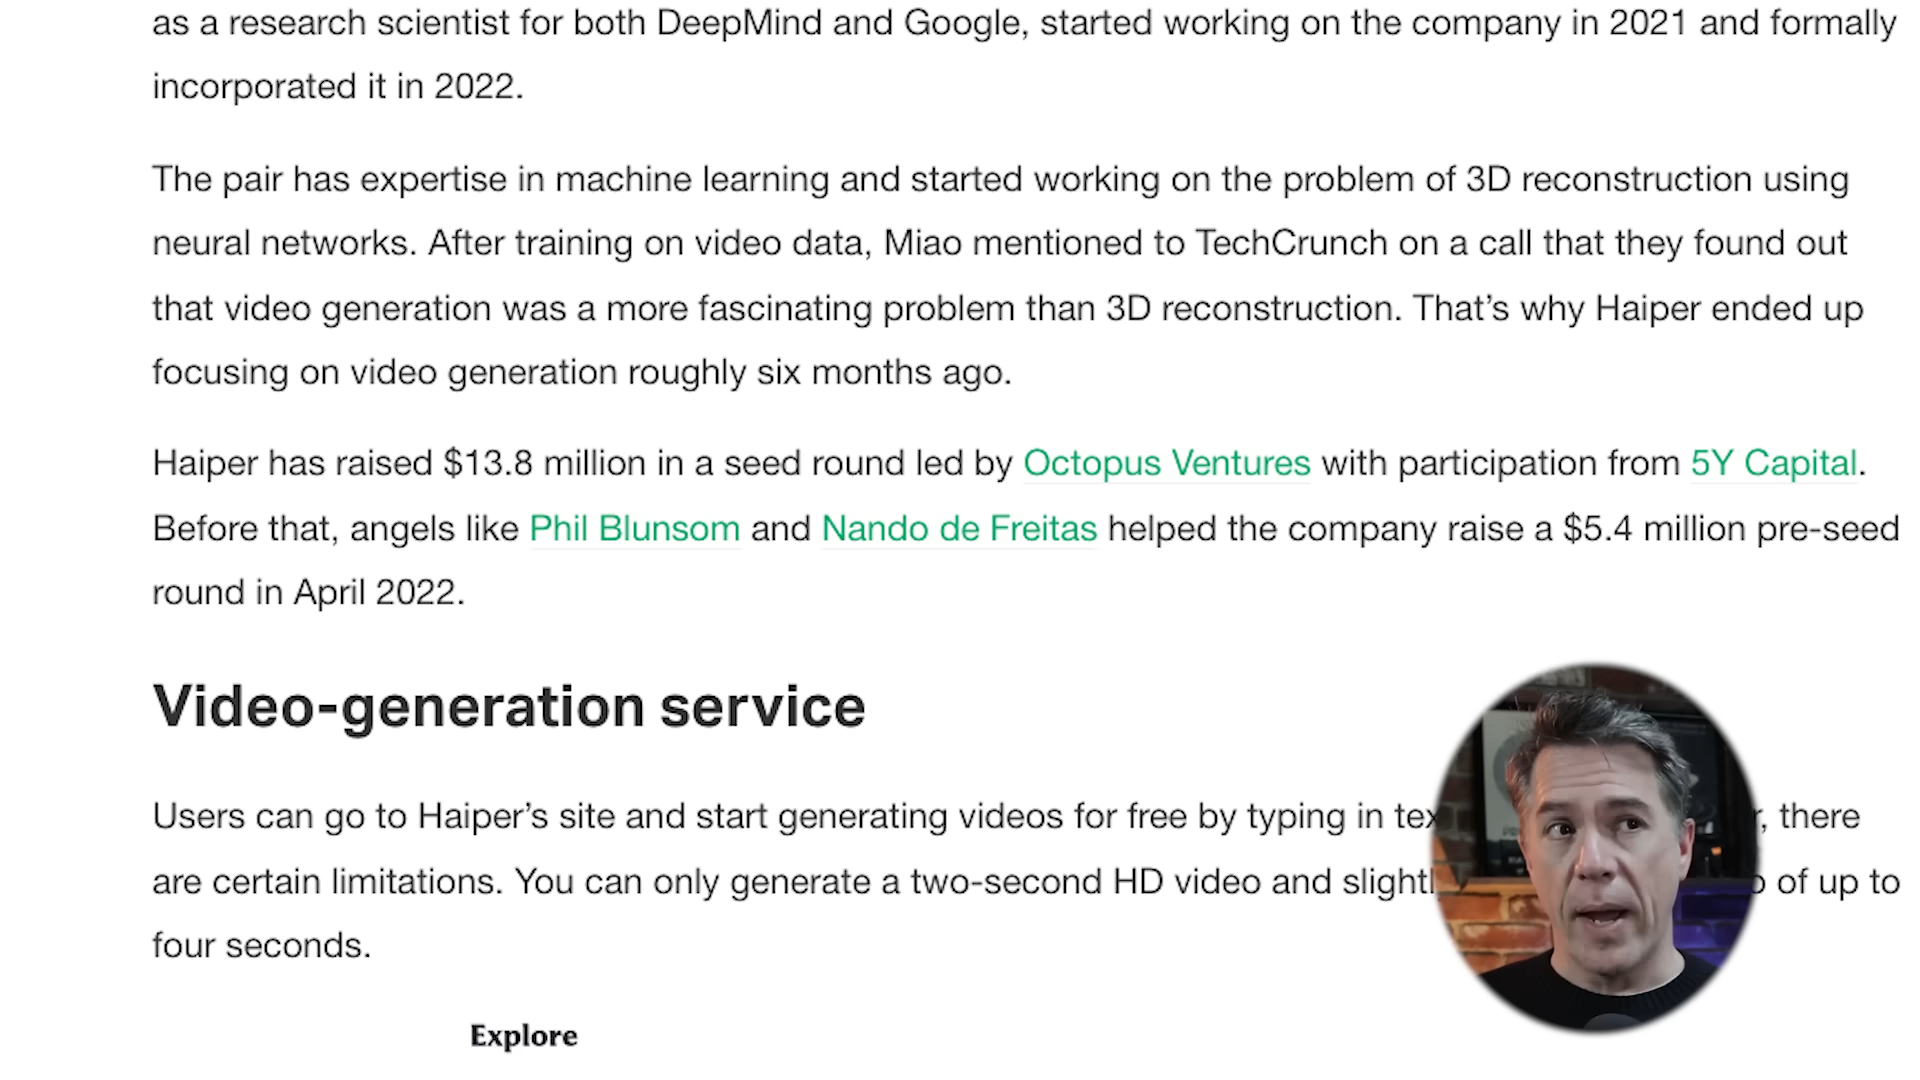 as a research scientist for both DeepMind and Google, started working on the company in 2021 and formally
incorporated it in 2022.
The pair has expertise in machine learning and started working on the problem of 3D reconstruction using
neural networks. After training on video data, Miao mentioned to TechCrunch on a call that they found out
that video generation was a more fascinating problem than 3D reconstruction. That’s why Haiper ended up
focusing on video generation roughly six months ago.
Haiper has raised $13.8 million in a seed round led by Octopus Ventures with participation from 5Y Capital.
Before that, angels like Phil Blunsom and Nando de Freitas helped the company raise a $5.4 million pre-seed
round in April 2022.
Video-generation service
Users can go to Haiper’s site and start generating videos for free by typing in there
are certain limitations. You can only generate a two-second HD video and of up to
four seconds.
Explore